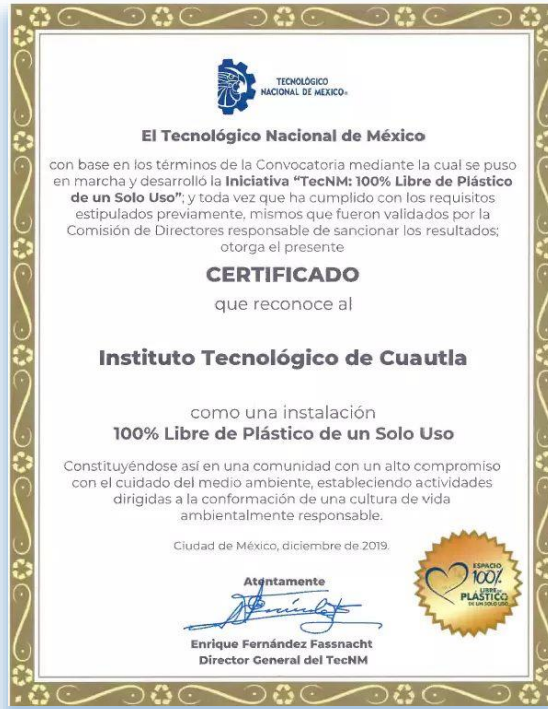 TECNOLÓGICO
NACIONAL DE MÉXICO®
El Tecnológico Nacional de México
con base en los términos de la Convocatoria mediante la cual se puso
en marcha y desarrolló la Iniciativa “TecNM: 100% Libre de Plástico
de un Solo Uso”; y toda vez que ha cumplido con los requisitos
estipulados previamente, mismos que fueron validados por la
Comisión de Directores responsable de sancionar los resultados;
otorga el presente
CERTIFICADO
que reconoce al
Instituto Tecnológico de Cuautla
como una instalación
100% Libre de Plástico de un Solo Uso
Constituyéndose así en una comunidad con un alto compromiso
con el cuidado del medio ambiente, estableciendo actividades
dirigidas a la conformación de una cultura de vida
ambientalmente responsable.
Ciudad de México, diciembre de 2019.
Atentamente
Enrique Fernández Fassnacht
Director General del TecNM
ESPACIO
100%
LIBRE DE
PLÁSTICO
DE UN SOLO USO